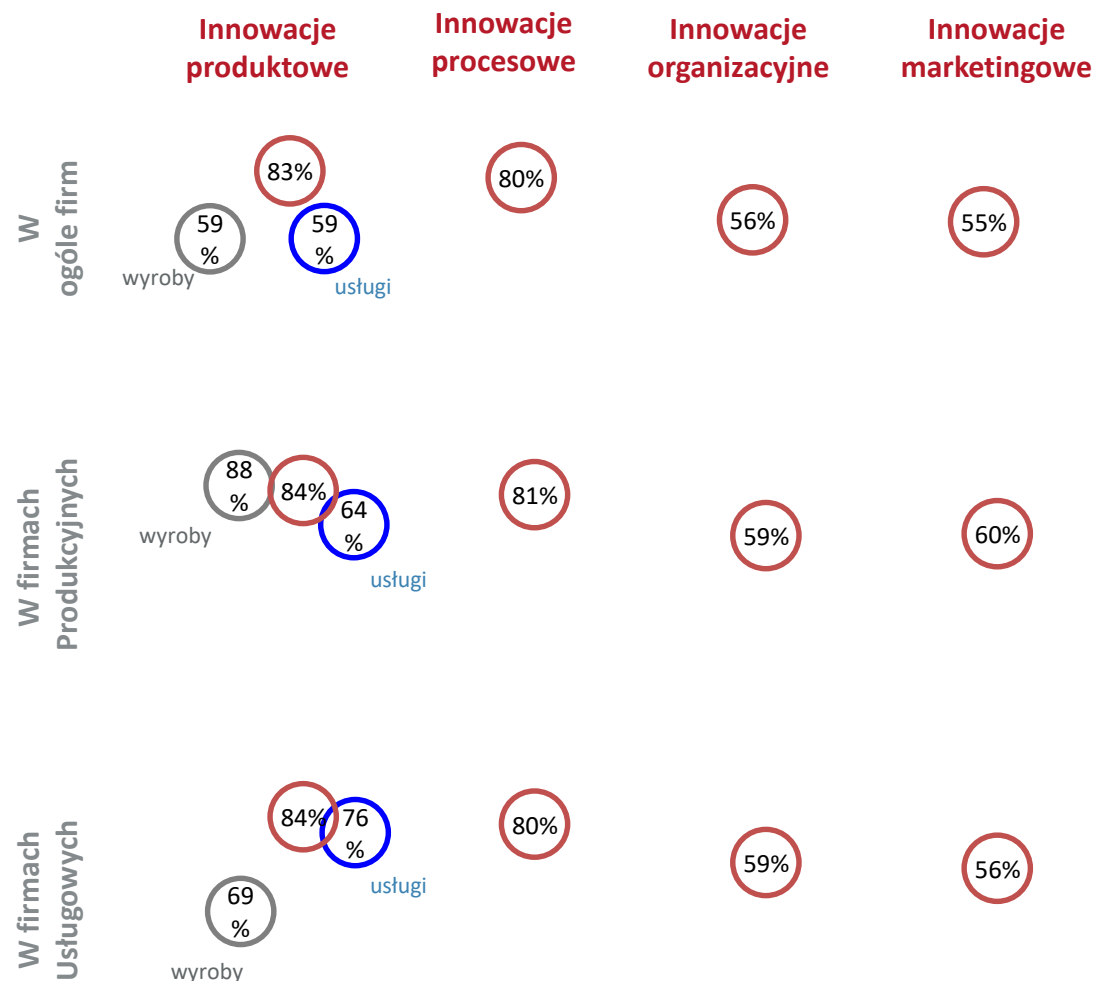 Innowacje
produktowe
Innowacje
procesowe
Innowacje
organizacyjne
Innowacje
marketingowe
W
ogóle firm
83%
59
%
59
%
wyroby
usługi
80%
56%
55%
W firmach
Produkcyjnych
88
%
84%
64
%
wyroby
usługi
81%
59%
60%
W firmach
Usługowych
84%
76
%
usługi
69
%
wyroby
80%
59%
56%